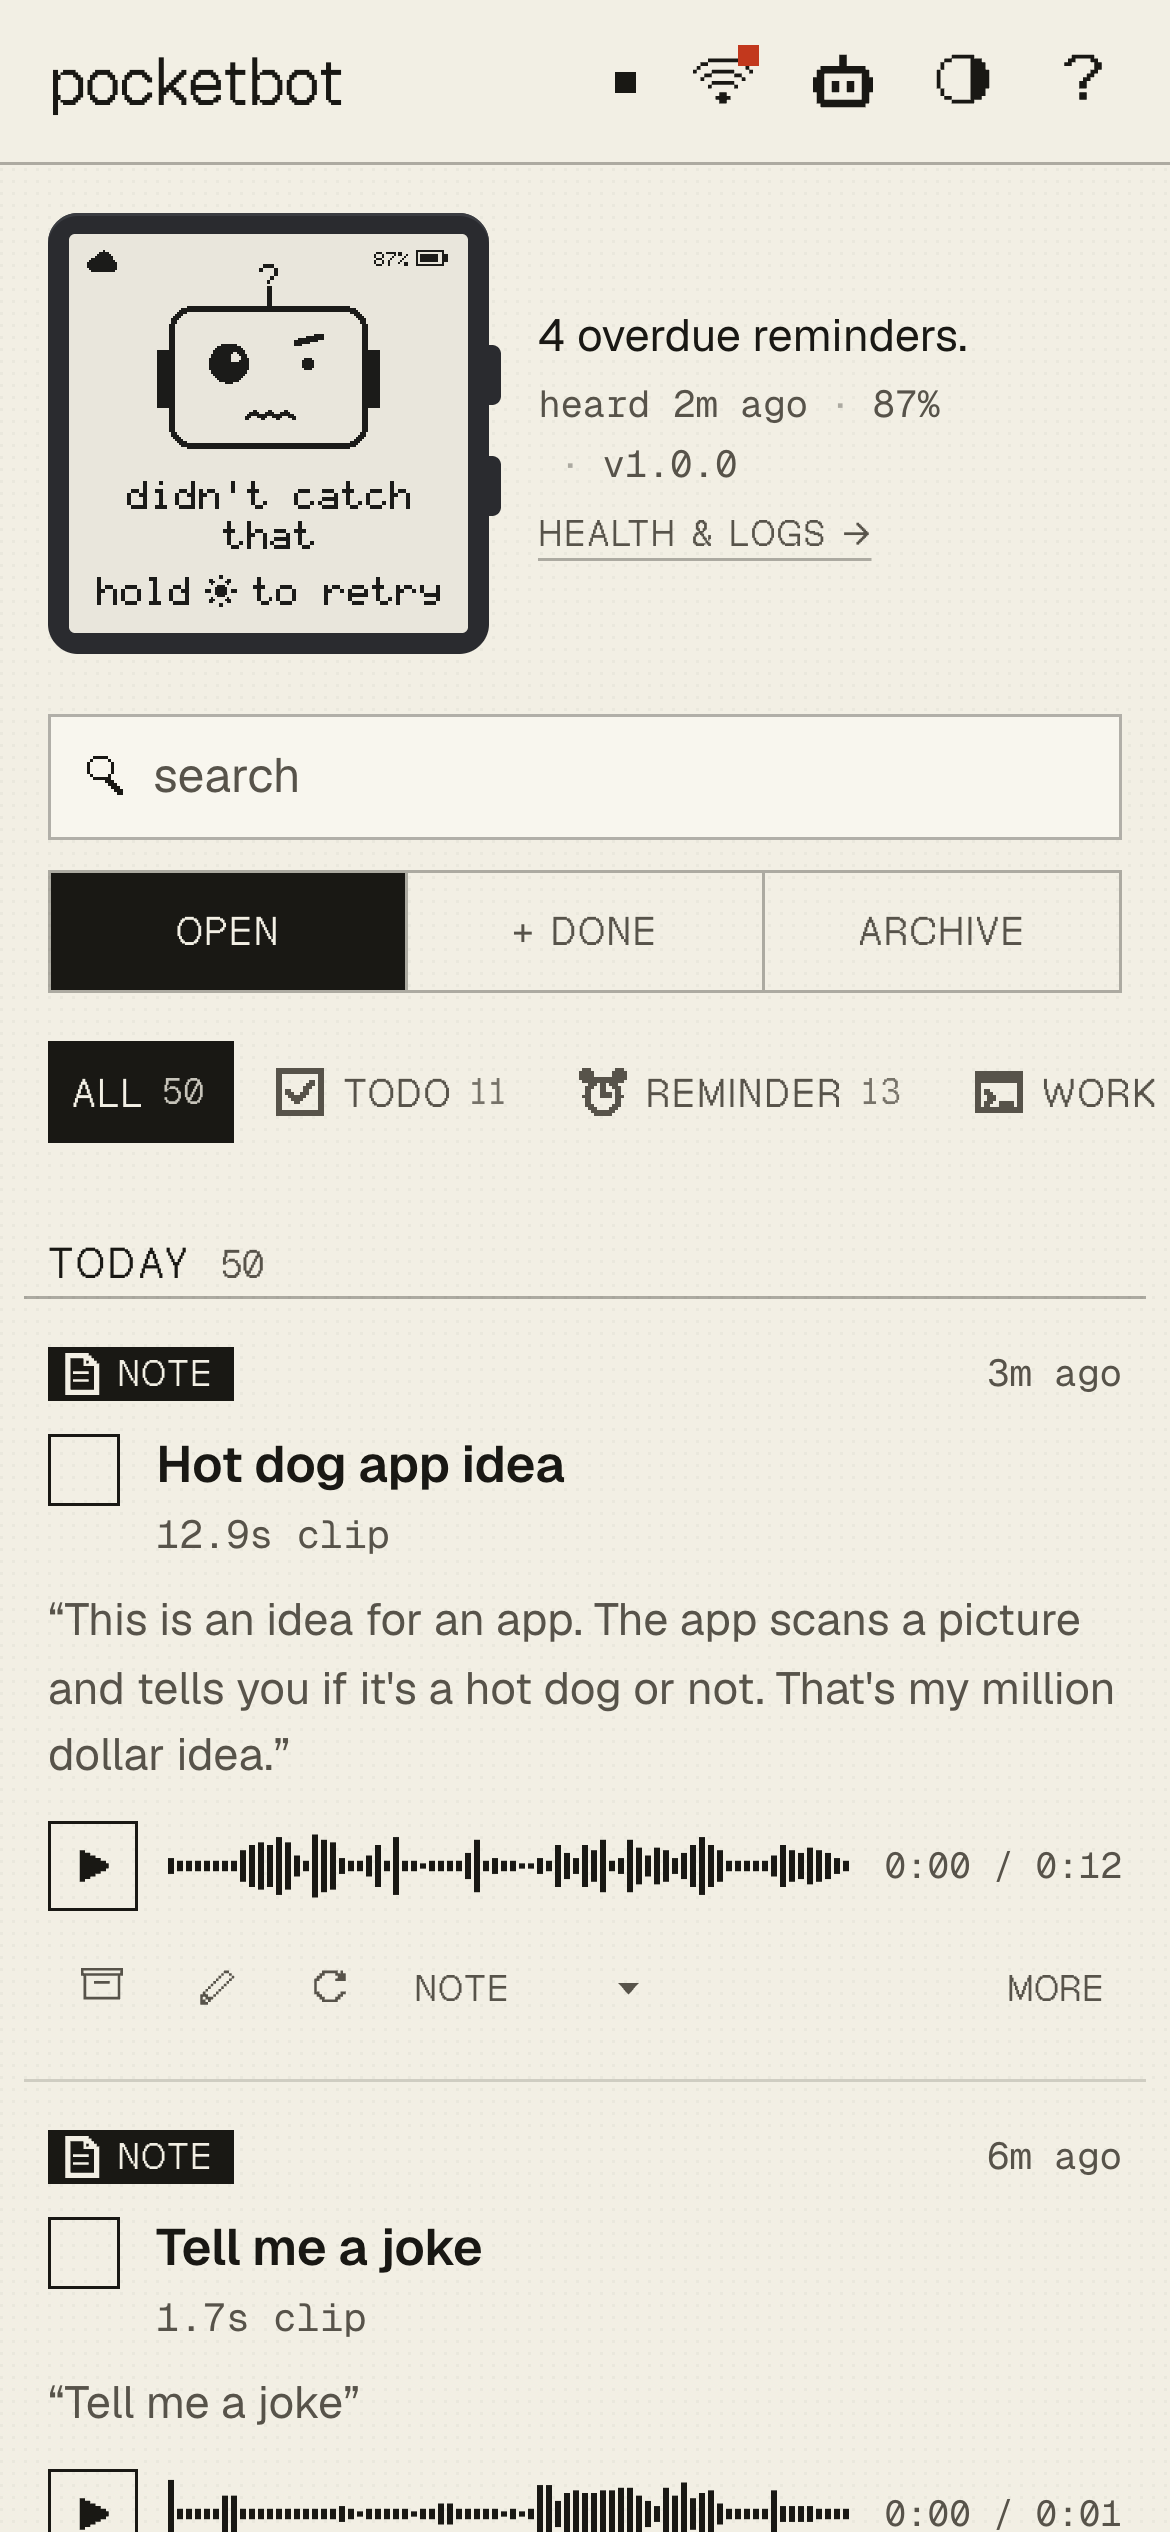 pocketbot
?
87%
?
didn't catch
that
hold to retry
4 overdue reminders.
heard 2m ago · 87%
· v1.0.0
HEALTH & LOGS →
search
OPEN
+ DONE
ARCHIVE
ALL 50
TODO 11
REMINDER 13
WORK
TODAY 50
NOTE
3m ago
Hot dog app idea
12.9s clip
“This is an idea for an app. The app scans a picture
and tells you if it's a hot dog or not. That's my million
dollar idea.”
0:00 / 0:12
NOTE
MORE
NOTE
6m ago
Tell me a joke
1.7s clip
“Tell me a joke”
0:00 / 0:01